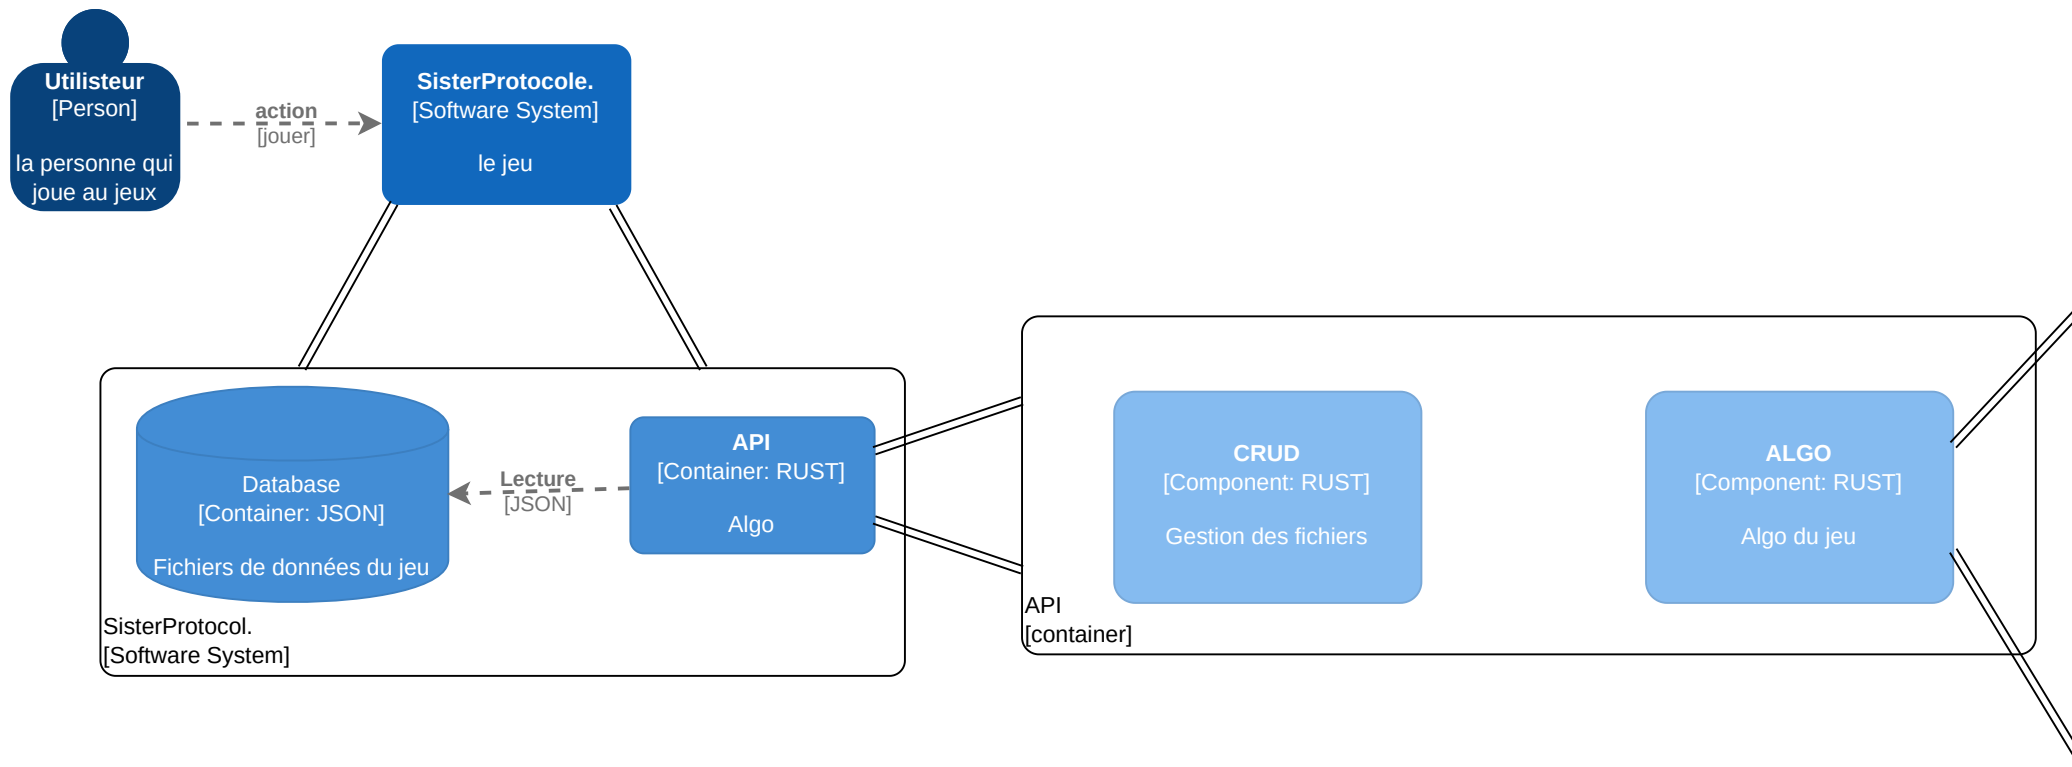 Utilisteur
[Person]
la personne qui
joue au jeux
action
[jouer]
SisterProtocole.
[Software System]
le jeu
Database
[Container: JSON]
Fichiers de données du jeu
Lecture
[JSON]
API
[Container: RUST]
Algo
SisterProtocol.
[Software System]
CRUD
[Component: RUST]
Gestion des fichiers
ALGO
[Component: RUST]
Algo du jeu
API
[container]